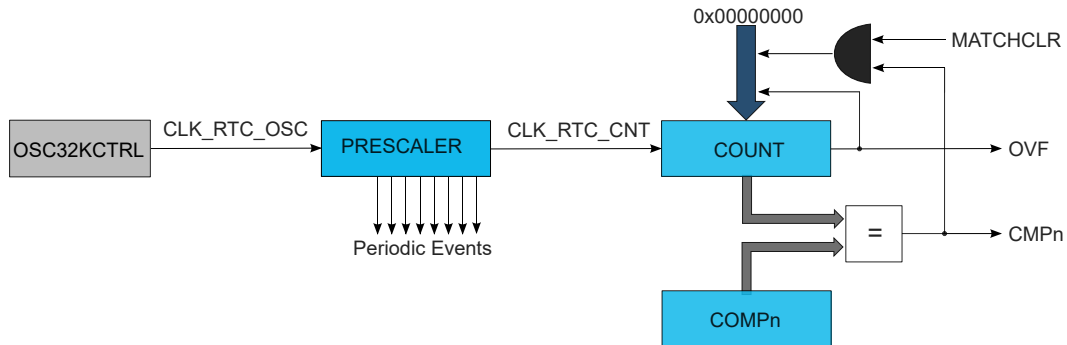 0x00000000
MATCHCLR
CLK_RTC_OSC
CLK_RTC_CNT
OSC32KCTRL
PRESCALER
COUNT
OVF
Periodic Events
=
CMPn
COMPn